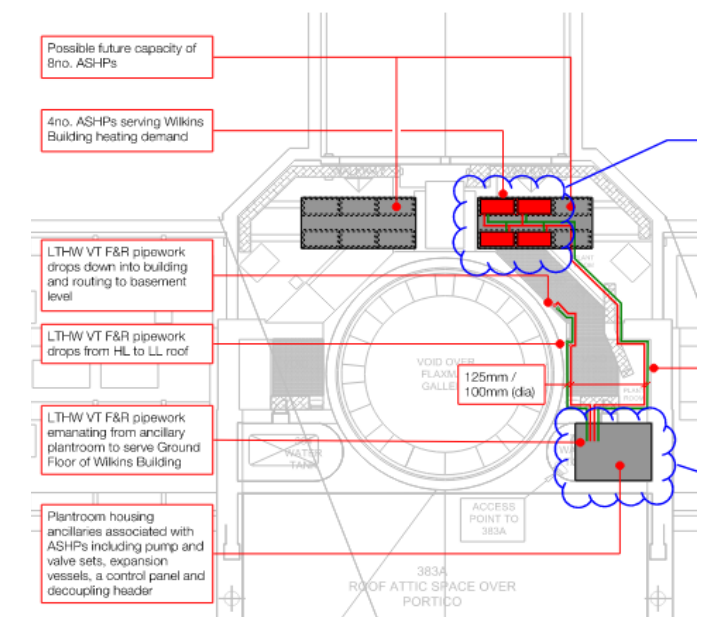 Possible future capacity of
8no. ASHPs
4no. ASHPs serving Wilkins
Building heating demand
LTHW VT F&R pipework
drops down into building
and routing to basement
level
LTHW VT F&R pipework
drops from HL to LL roof
LTHW VT F&R pipework
emanating from ancillary
plantroom to serve Ground
Floor of Wilkins Building
Plantroom housing
ancillaries associated with
ASHPs including pump and
valve sets, expansion
vessels, a control panel and
decoupling header
VOID OVER
125mm /
100mm (dia)
ROOM
WATER
TANK
ACCESS
POINT TO
383A
383A
ROOF ATTIC SPACE OVER
PORTICO